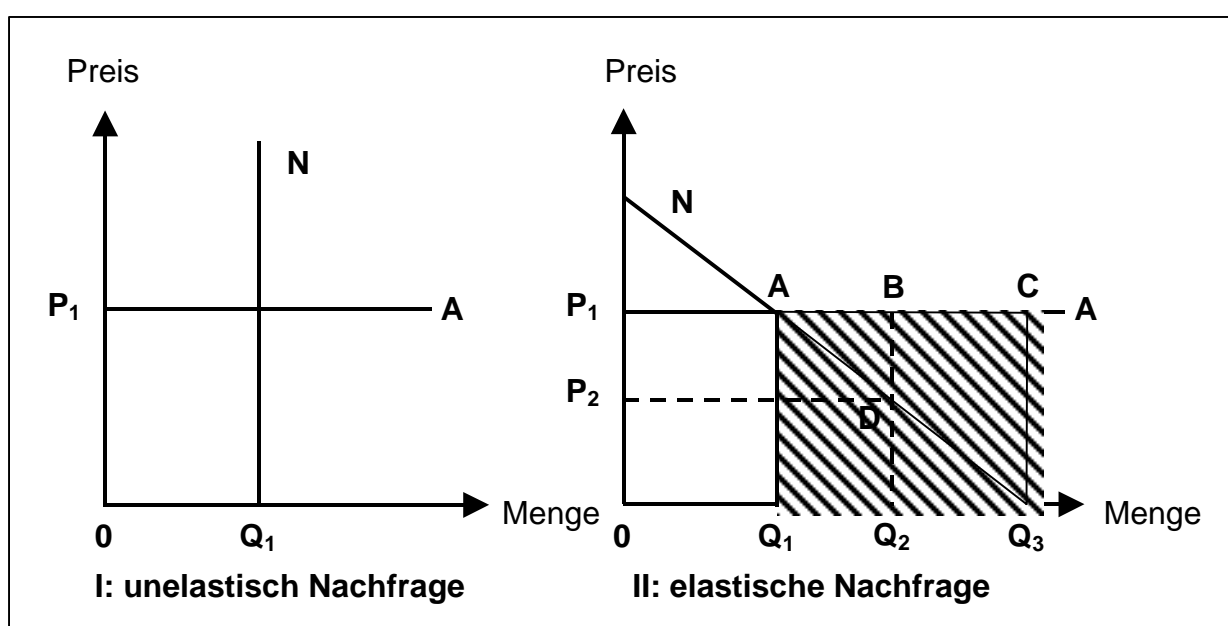 Preis
N
P₁
A
Menge
0
Q₁
I: unelastisch Nachfrage
Preis
N
A
B
C
P₁
A
P₂
D
Menge
0
Q₁
Q₂
Q₃
II: elastische Nachfrage